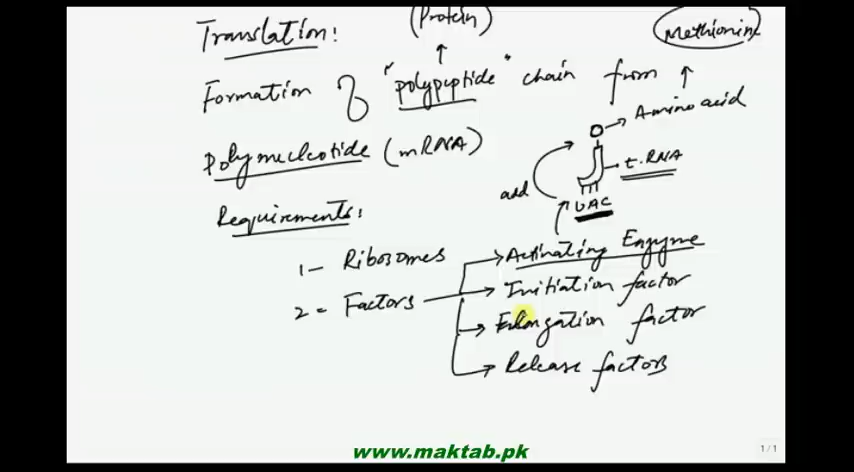 (Protein)
Translation:
Methionine
Formation of "polypeptide" chain from
Amino acid
Polynucleotide (mRNA)
t.RNA
add
UAC
Requirements:
1- Ribosomes
Activating Enzyme
2- Factors
Initiation factor
Elongation factor
Release factors
www.maktab.pk
1/1